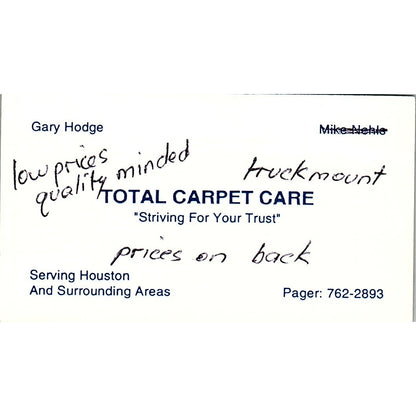 Gary Hodge
Mike Nehls
low prices
quality minded
truckmount
TOTAL CARPET CARE
"Striving For Your Trust"
prices on back
Serving Houston
And Surrounding Areas
Pager: 762-2893